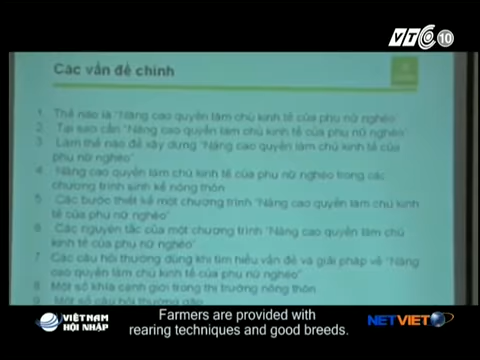 VTC10
Các vấn đề chính
1. Thế nào là "Nâng cao quyền làm chủ kinh tế của phụ nữ nghèo"
2. Tại sao cần "Nâng cao quyền làm chủ kinh tế của phụ nữ nghèo"
3. Làm thế nào để xây dựng "Nâng cao quyền làm chủ kinh tế của
phụ nữ nghèo"
4. Nâng cao quyền làm chủ kinh tế của phụ nữ nghèo trong các
chương trình sinh kế nông thôn
5. Các bước thiết kế một chương trình "Nâng cao quyền làm chủ kinh
tế của phụ nữ nghèo"
6. Các nguyên tắc của một chương trình "Nâng cao quyền làm chủ
kinh tế của phụ nữ nghèo"
7. Các câu hỏi thường dùng khi tìm hiểu vấn đề và giải pháp về "Nâng
cao quyền làm chủ kinh tế của phụ nữ nghèo"
8. Một số khía cạnh giới trong thị trường nông thôn
9. Một số câu hỏi thường gặp
Farmers are provided with
rearing techniques and good breeds.
VIỆT NAM
HỘI NHẬP
NETVIET